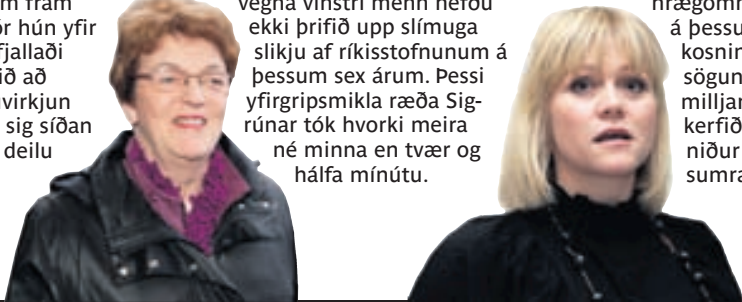 m fram
ór hún yfir
fjallaði
ið að
virkjun
sig síðan
deilu
vegna vinstri menn hefðu
ekki þrifið upp slímuga
slikju af ríkisstofnunum á
þessum sex árum. Þessi
yfirgripsmikla ræða Sig-
rúnar tók hvorki meira
né minna en tvær og
hálfa mínútu.
á þessu
kosnin
sögun
milljar
kerfið
niður
sumra